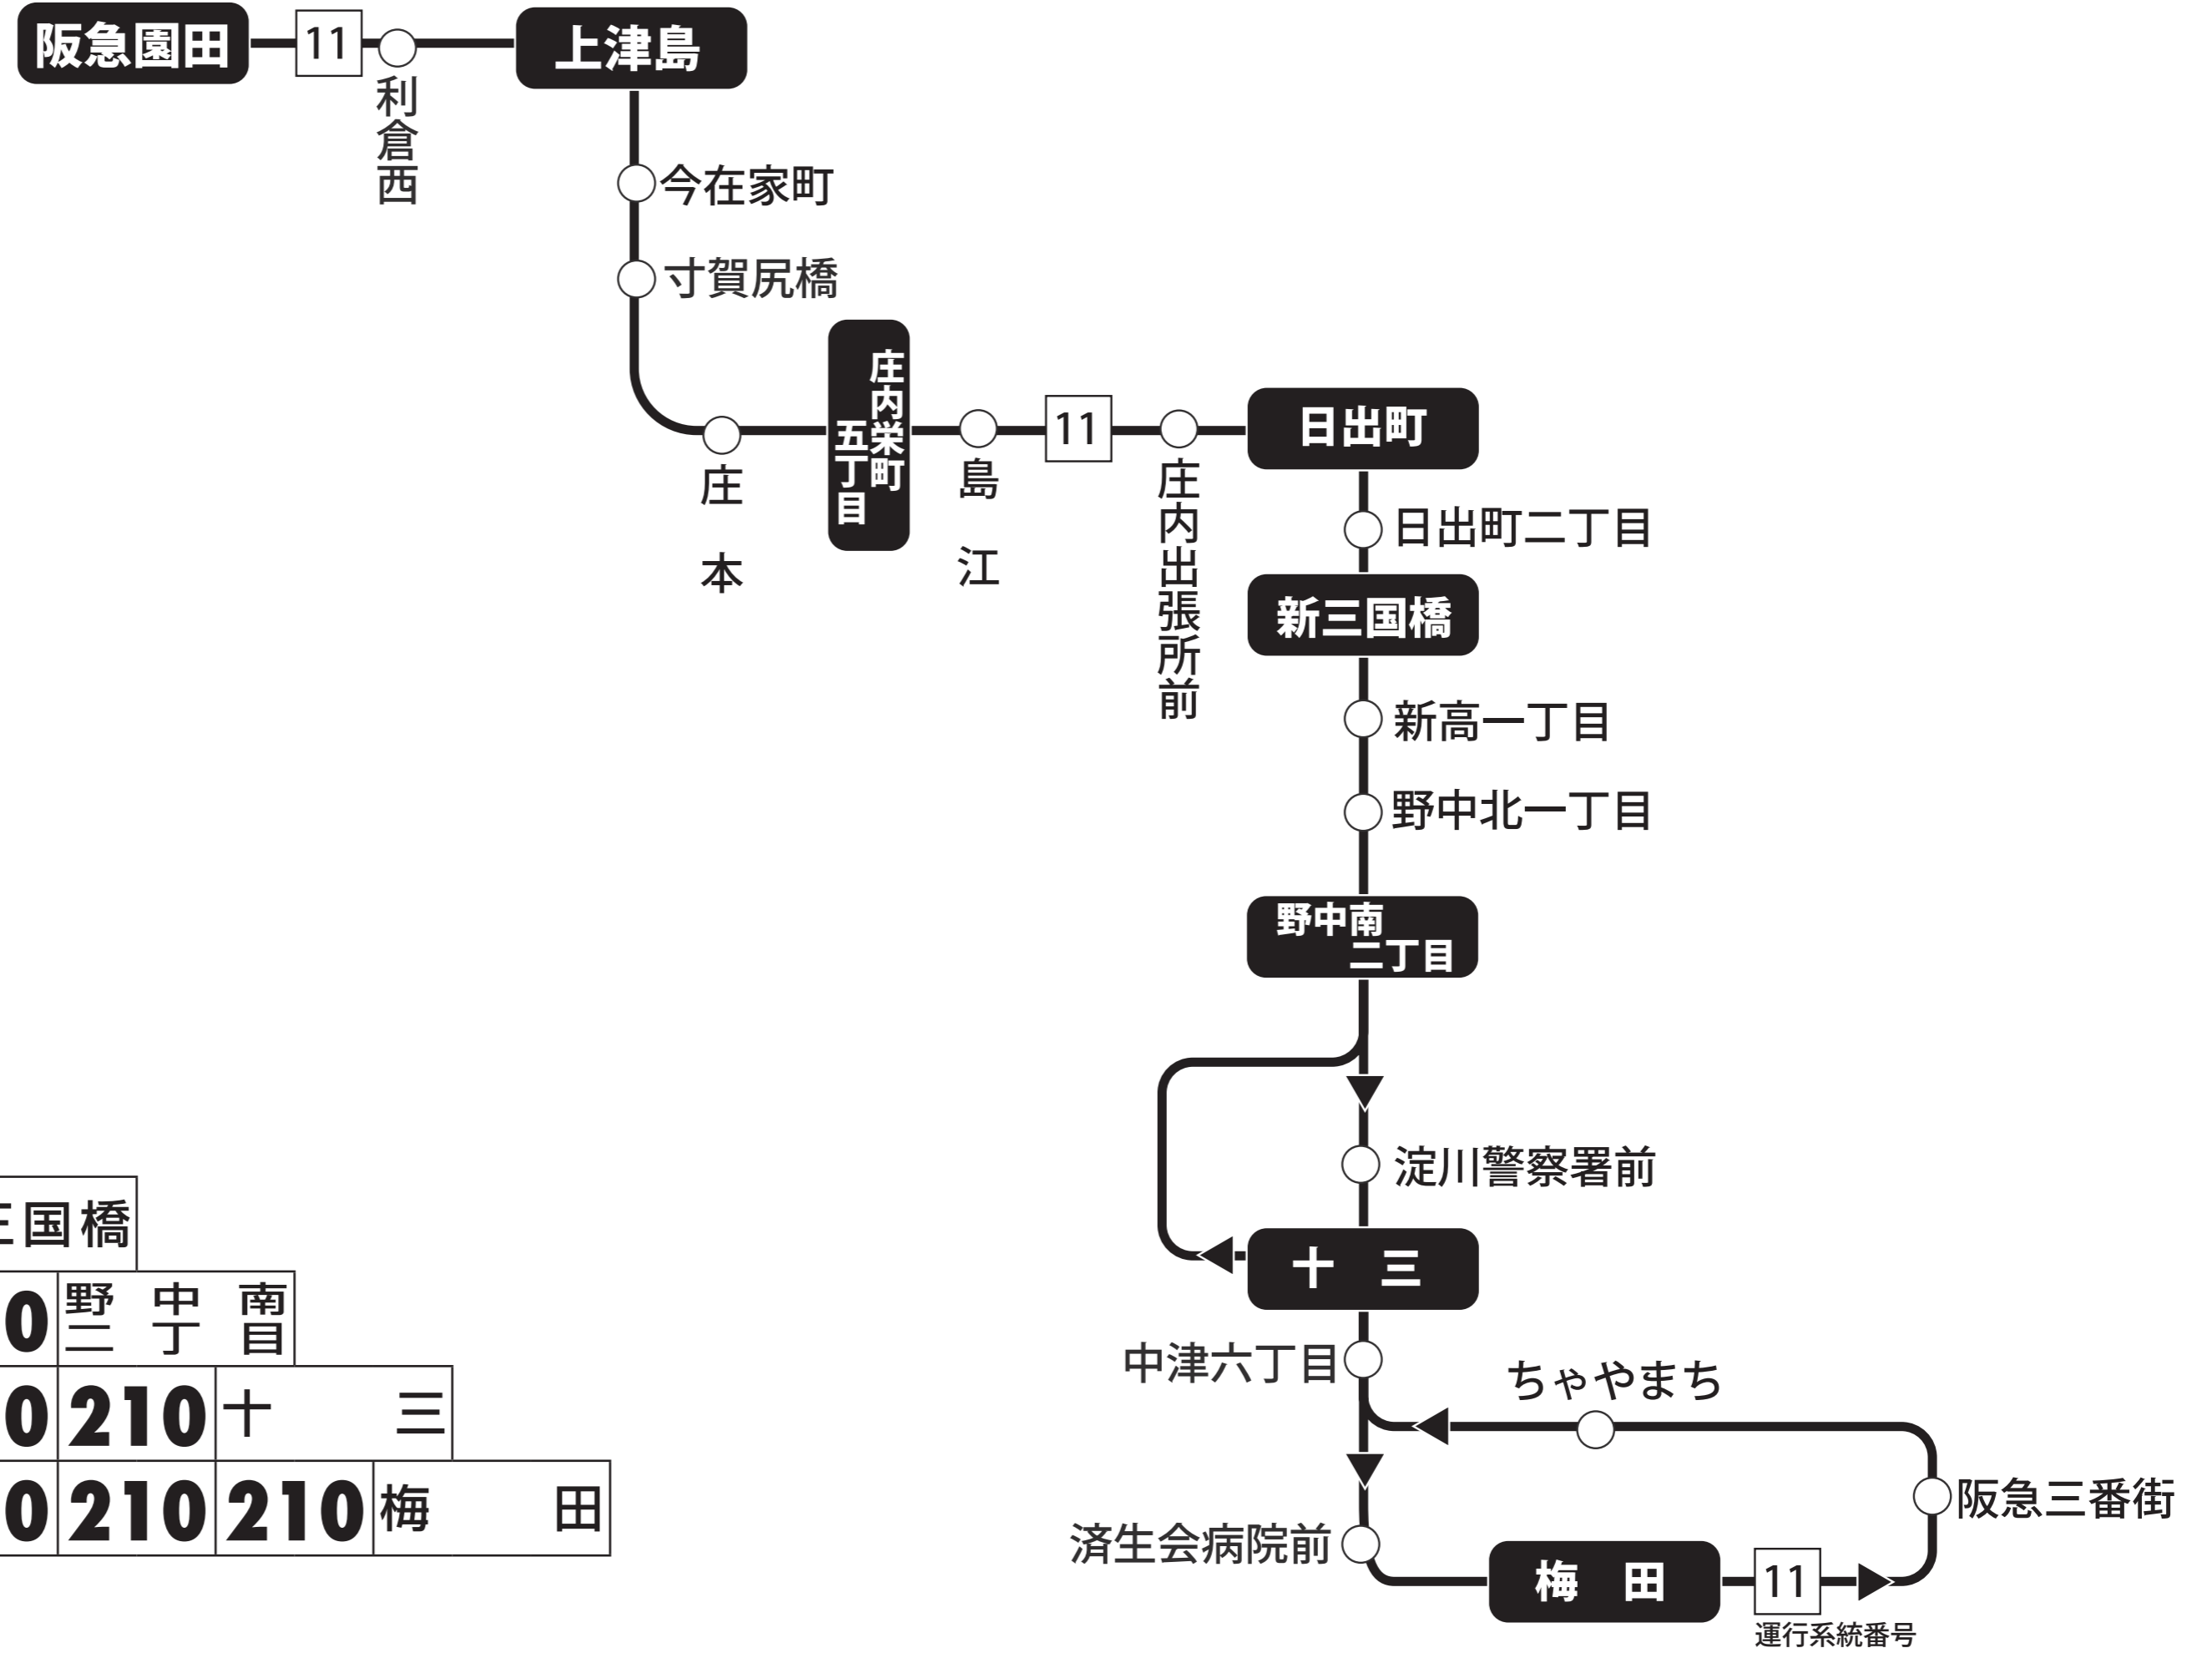 阪急園田
11
利倉西
上津島
今在家町
寸賀尻橋
庄本
庄内栄町
五丁目
島江
11
庄内出張所前
日出町
日出町二丁目
新三国橋
新高一丁目
野中北一丁目
野中南
二丁目
淀川警察署前
十三
中津六丁目
ちゃやまち
阪急三番街
済生会病院前
梅田
11
運行系統番号
三国橋
0 野中南
二丁目
0 210 十三
0 210 210 梅田